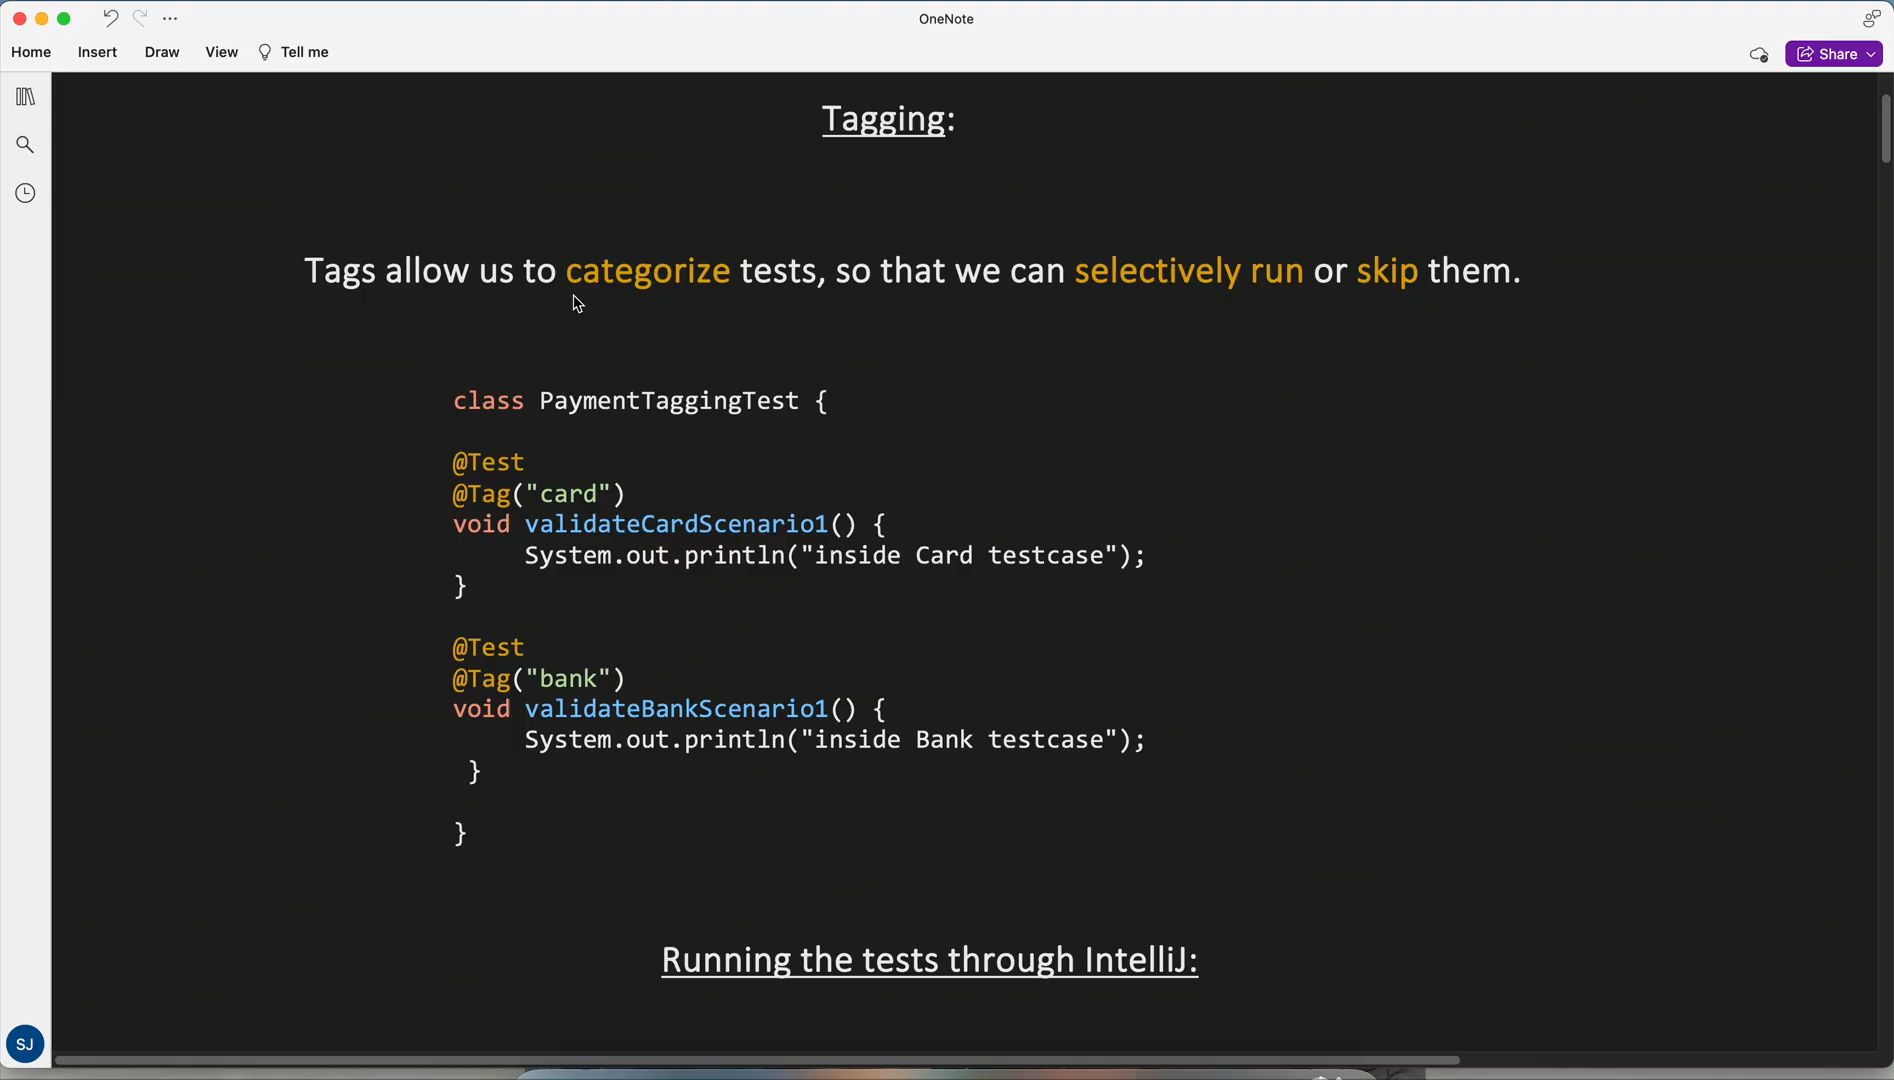 OneNote
Home Insert Draw View Tell me
Share
Tagging:
Tags allow us to categorize tests, so that we can selectively run or skip them.
class PaymentTaggingTest {
@Test
@Tag("card")
void validateCardScenario1() {
System.out.println("inside Card testcase");
}
@Test
@Tag("bank")
void validateBankScenario1() {
System.out.println("inside Bank testcase");
}
}
Running the tests through IntelliJ:
SJ